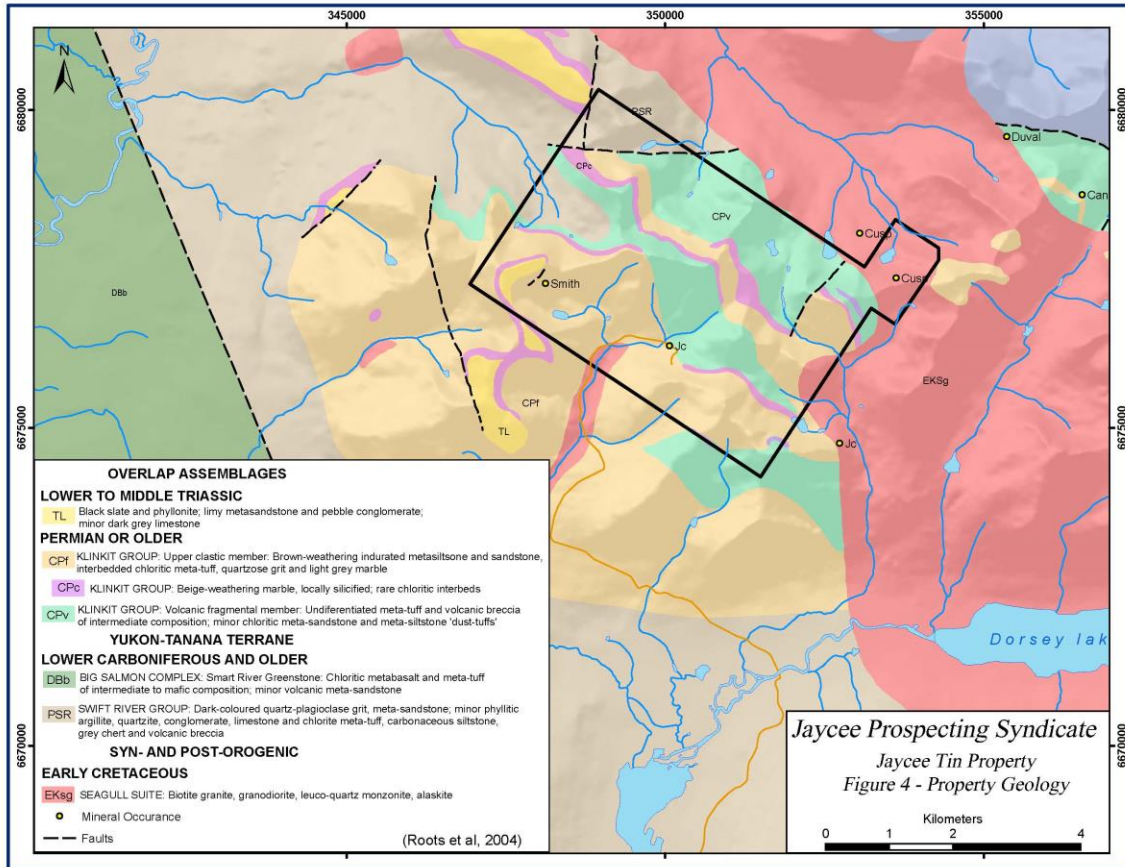 345000
350000
355000
N
6680000
6680000
PSR
Duval
CPc
Can
CPv
Cusp
Cusp
Smith
DBb
Jc
EKSg
CPf
6675000
6675000
TL
Jc
OVERLAP ASSEMBLAGES
LOWER TO MIDDLE TRIASSIC
TL Black slate and phyllonite; limy metasandstone and pebble conglomerate;
minor dark grey limestone
PERMIAN OR OLDER
CPf KLINKIT GROUP: Upper clastic member: Brown-weathering indurated metasiltsone and sandstone,
interbedded chloritic meta-tuff, quartzose grit and light grey marble
CPc KLINKIT GROUP: Beige-weathering marble, locally silicified; rare chloritic interbeds
CPv KLINKIT GROUP: Volcanic fragmental member: Undiferentiated meta-tuff and volcanic breccia
of intermediate composition; minor chloritic meta-sandstone and meta-siltstone 'dust-tuffs'
YUKON-TANANA TERRANE
LOWER CARBONIFEROUS AND OLDER
DBb BIG SALMON COMPLEX: Smart River Greenstone: Chloritic metabasalt and meta-tuff
of intermediate to mafic composition; minor volcanic meta-sandstone
PSR SWIFT RIVER GROUP: Dark-coloured quartz-plagioclase grit, meta-sandstone; minor phyllitic
argillite, quartzite, conglomerate, limestone and chlorite meta-tuff, carbonaceous siltstone,
grey chert and volcanic breccia
SYN- AND POST-OROGENIC
EARLY CRETACEOUS
EKsg SEAGULL SUITE: Biotite granite, granodiorite, leuco-quartz monzonite, alaskite
Mineral Occurance
Faults
(Roots et al, 2004)
Dorsey lak
6670000
6670000
Jaycee Prospecting Syndicate
Jaycee Tin Property
Figure 4 - Property Geology
Kilometers
0 1 2 4